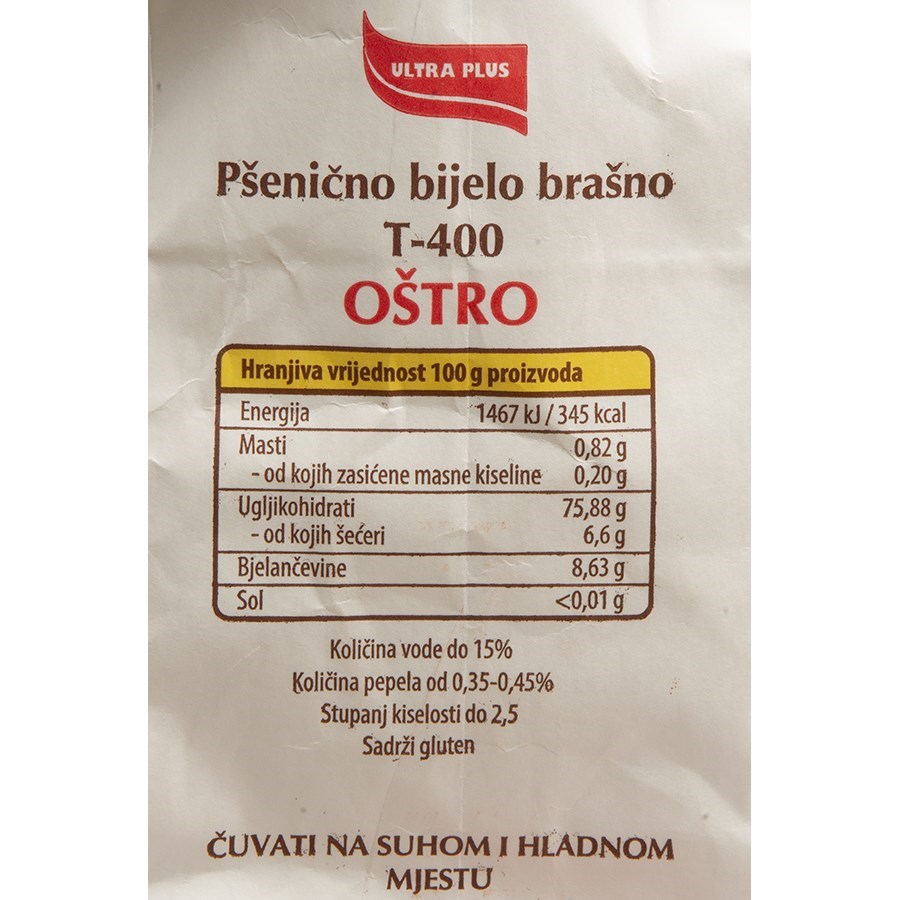 ULTRA PLUS
Pšenično bijelo brašno
T-400
OŠTRO
Hranjiva vrijednost 100 g proizvoda
Energija 1467 kJ / 345 kcal
Masti 0,82 g
- od kojih zasićene masne kiseline 0,20 g
Ugljikohidrati 75,88 g
- od kojih šećeri 6,6 g
Bjelančevine 8,63 g
Sol <0,01 g
Količina vode do 15%
Količina pepela od 0,35-0,45%
Stupanj kiselosti do 2,5
Sadrži gluten
ČUVATI NA SUHOM I HLADNOM
MJESTU